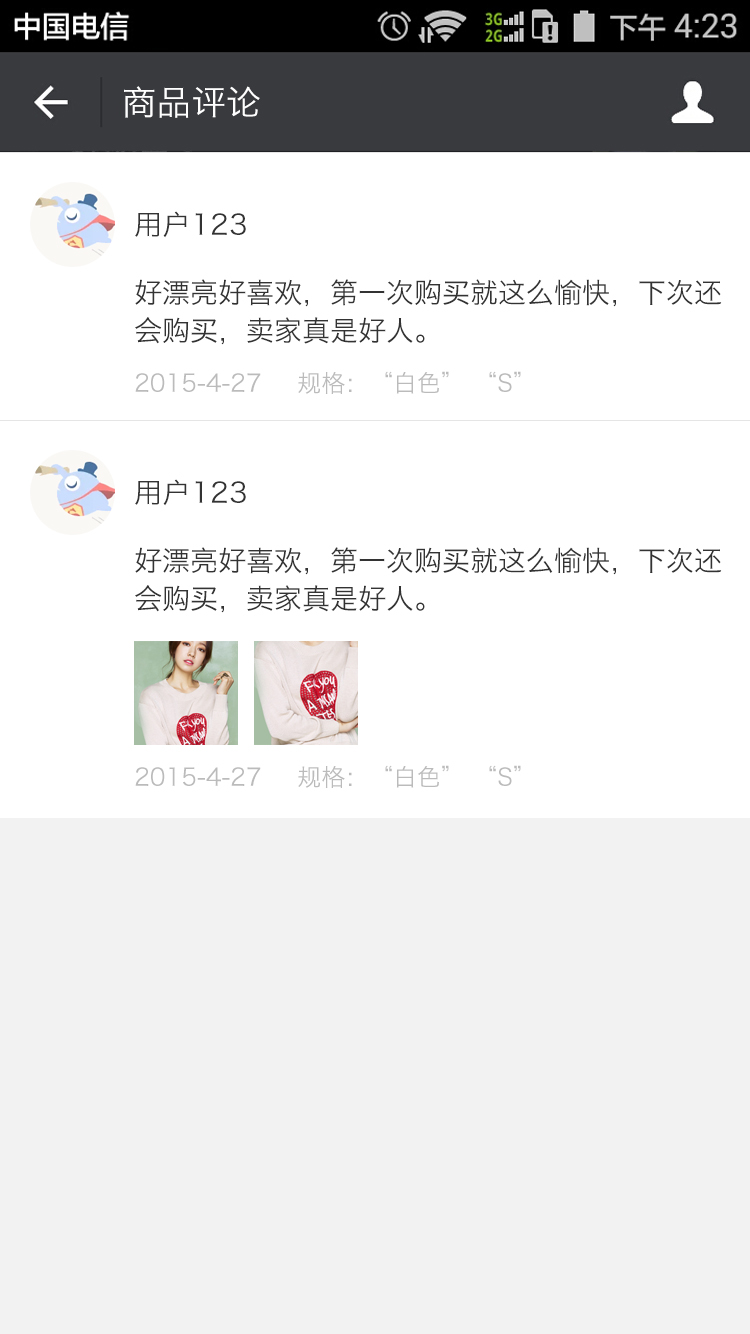 中国电信
3G
2G
下午 4:23
商品评论
用户123
好漂亮好喜欢，第一次购买就这么愉快，下次还
会购买，卖家真是好人。
2015-4-27 规格： “白色” “S”
用户123
好漂亮好喜欢，第一次购买就这么愉快，下次还
会购买，卖家真是好人。
2015-4-27 规格： “白色” “S”